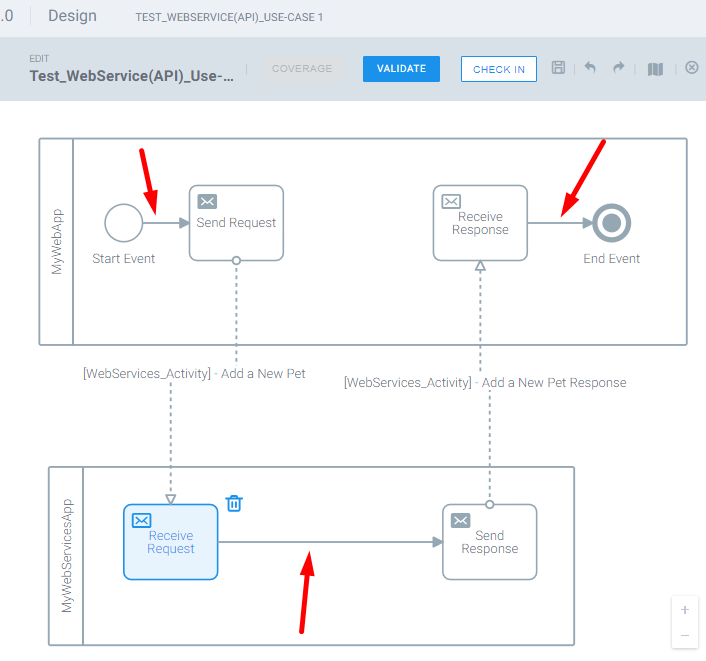 .0
Design
TEST_WEBSERVICE(API)_USE-CASE 1
EDIT
Test_WebService(API)_Use-...
COVERAGE
VALIDATE
CHECK IN
MyWebApp
Start Event
Send Request
Receive
Response
End Event
[WebServices_Activity] - Add a New Pet
[WebServices_Activity] - Add a New Pet Response
MyWebServicesApp
Receive
Request
Send
Response
+
−